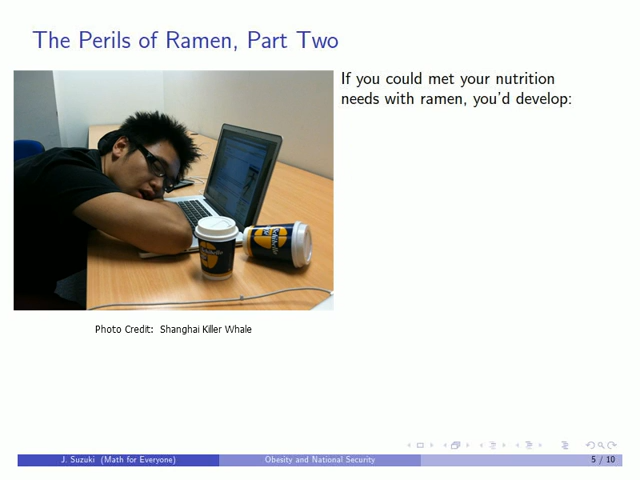 The Perils of Ramen, Part Two
If you could met your nutrition
needs with ramen, you'd develop:
Photo Credit: Shanghai Killer Whale
J. Suzuki (Math for Everyone)
Obesity and National Security
5 / 10